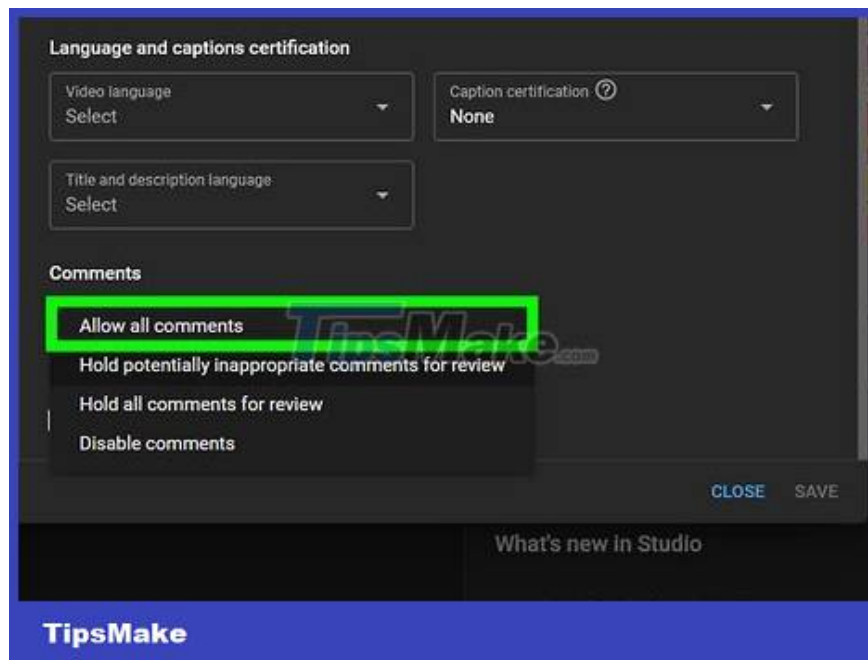 Language and captions certification
Video language
Select
Caption certification ?
None
Title and description language
Select
Comments
Allow all comments
TipsMake.com
Hold potentially inappropriate comments for review
Hold all comments for review
Disable comments
CLOSE SAVE
What's new in Studio
TipsMake